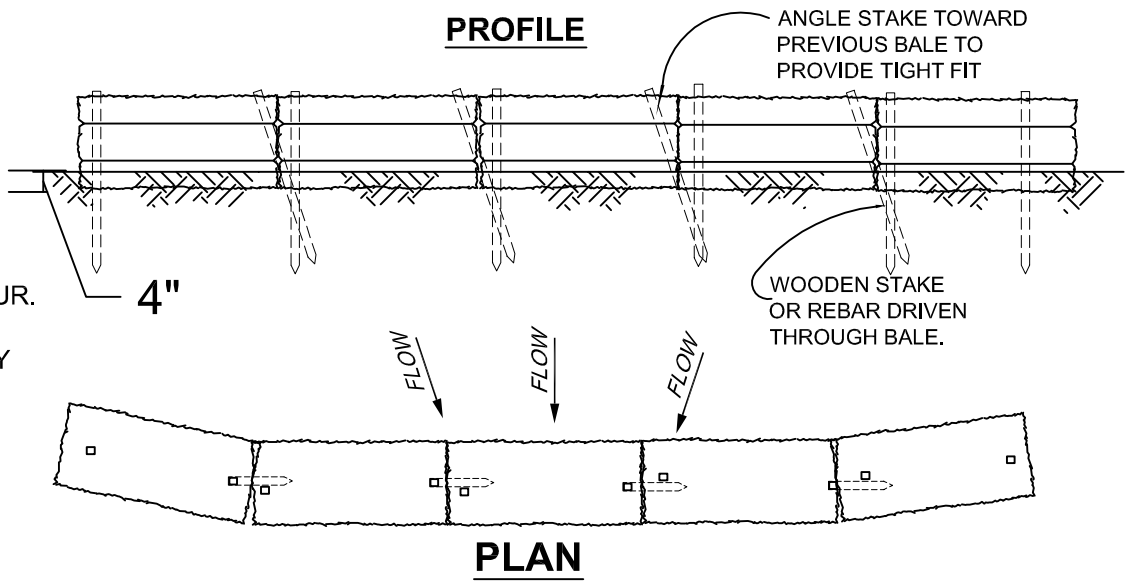 PROFILE
ANGLE STAKE TOWARD
PREVIOUS BALE TO
PROVIDE TIGHT FIT
UR.
4"
Y
WOODEN STAKE
OR REBAR DRIVEN
THROUGH BALE.
FLOW
FLOW
FLOW
PLAN